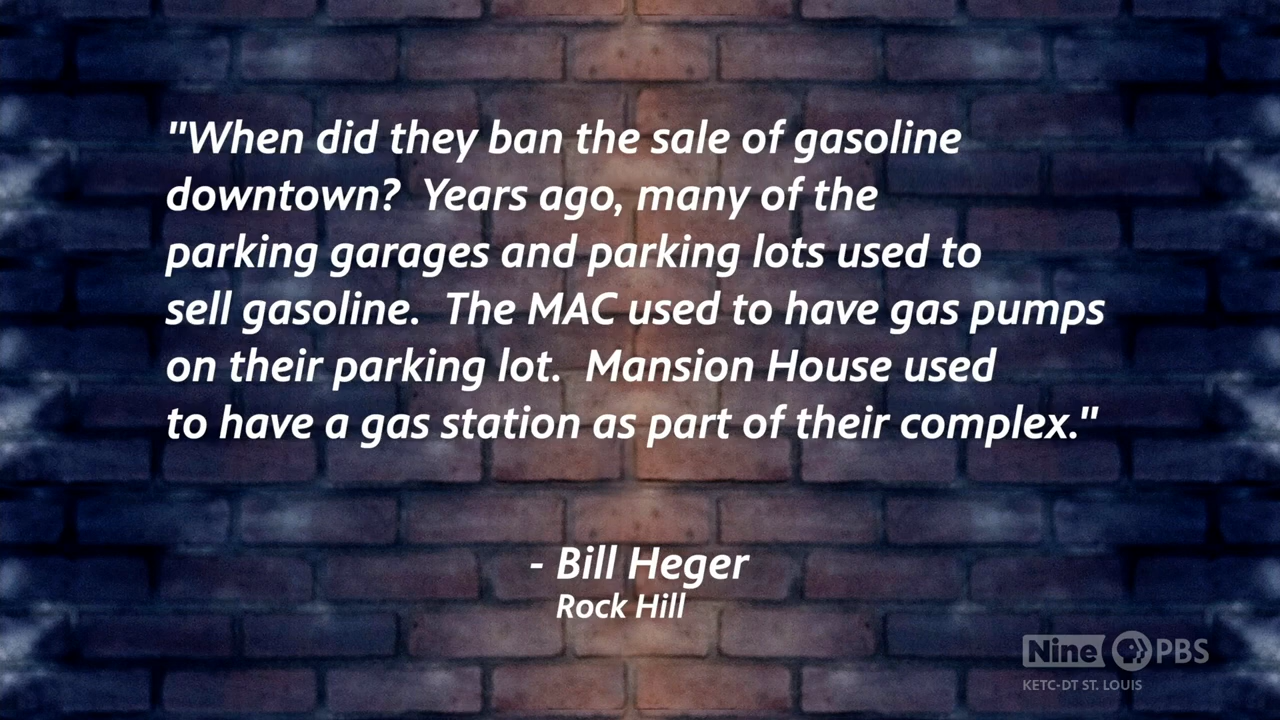 "When did they ban the sale of gasoline
downtown?  Years ago, many of the
parking garages and parking lots used to
sell gasoline.  The MAC used to have gas pumps
on their parking lot.  Mansion House used
to have a gas station as part of their complex."
- Bill Heger
Rock Hill
Nine PBS
KETC-DT ST. LOUIS